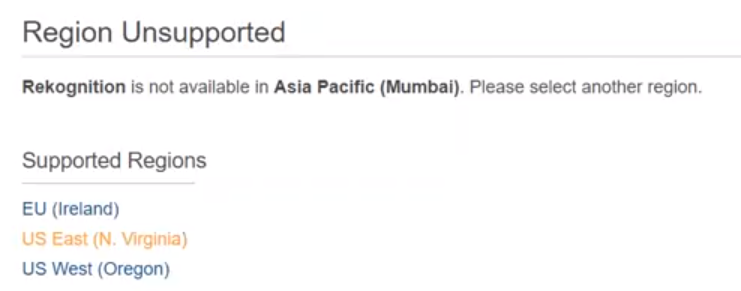 Region Unsupported
Rekognition is not available in Asia Pacific (Mumbai). Please select another region.
Supported Regions
EU (Ireland)
US East (N. Virginia)
US West (Oregon)